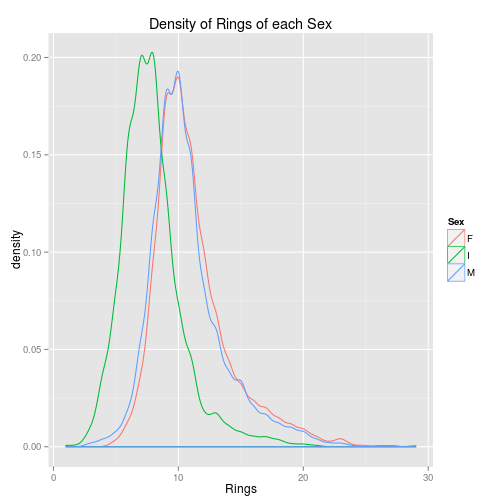 Density of Rings of each Sex
0.20
0.15
0.10
0.05
0.00
density
0
10
20
30
Rings
Sex
F
I
M